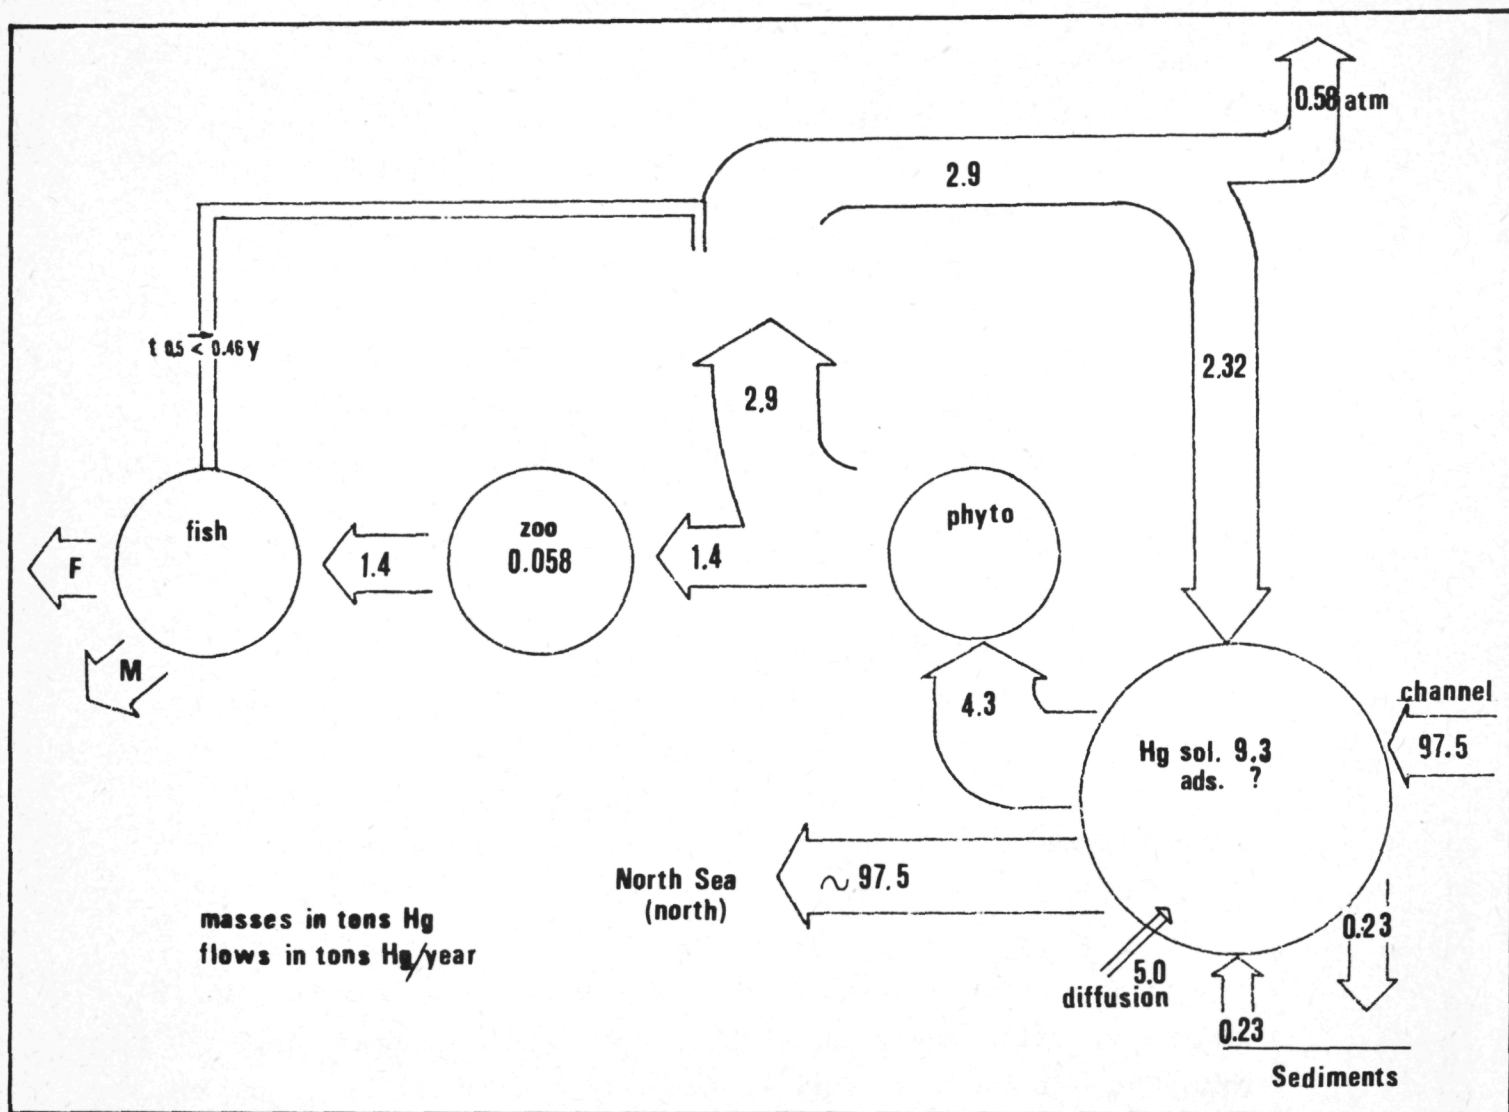 0.58 atm
2.9
t 0.5 < 0.46 y
2.32
2.9
fish
zoo
0.058
phyto
F
1.4
1.4
M
4.3
channel
97.5
Hg sol. 9.3
ads. ?
North Sea
(north)
~ 97.5
0.23
5.0
diffusion
0.23
Sediments
masses in tons Hg
flows in tons Hg/year